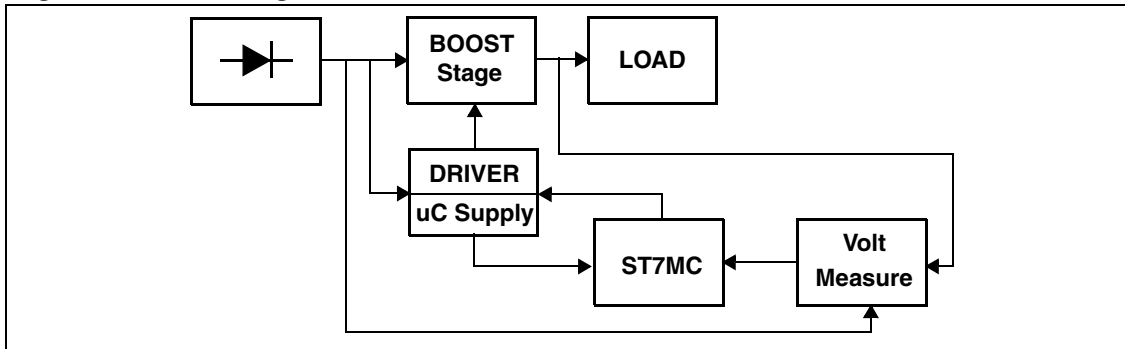 BOOST
Stage
LOAD
DRIVER
uC Supply
ST7MC
Volt
Measure